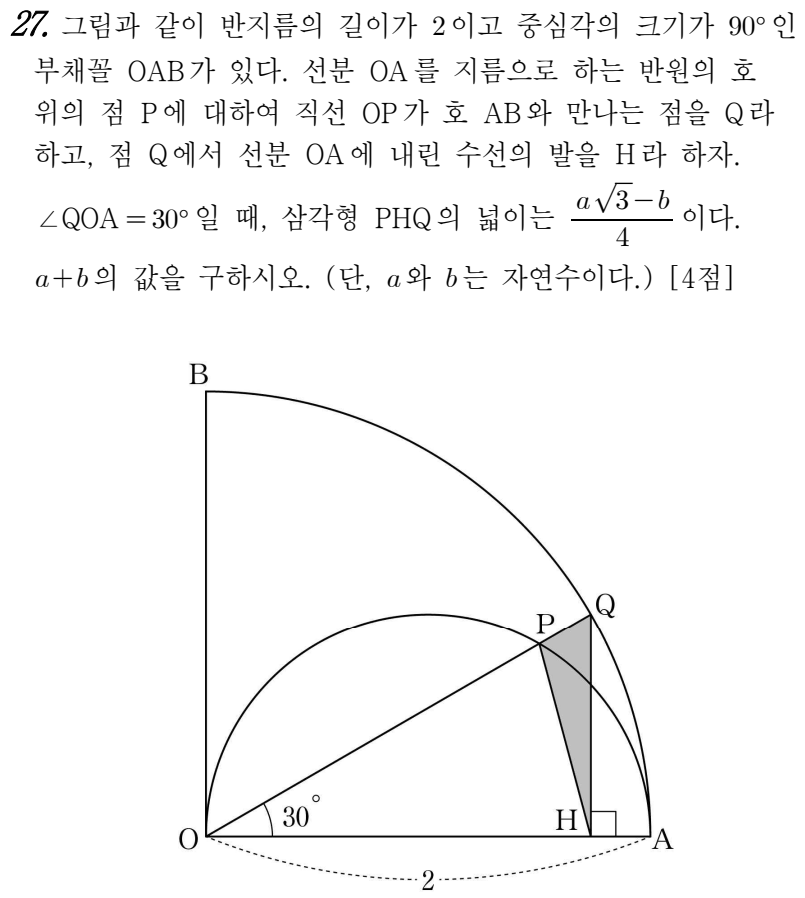 27. 그림과 같이 반지름의 길이가 2이고 중심각의 크기가 90°인
부채꼴 OAB가 있다. 선분 OA를 지름으로 하는 반원의 호
위의 점 P에 대하여 직선 OP가 호 AB와 만나는 점을 Q라
하고, 점 Q에서 선분 OA에 내린 수선의 발을 H라 하자.
∠QOA=30°일 때, 삼각형 PHQ의 넓이는 (a√3-b)/4 이다.
a+b의 값을 구하시오. (단, a와 b는 자연수이다.) [4점]
B
Q
P
30°
H
O
A
2